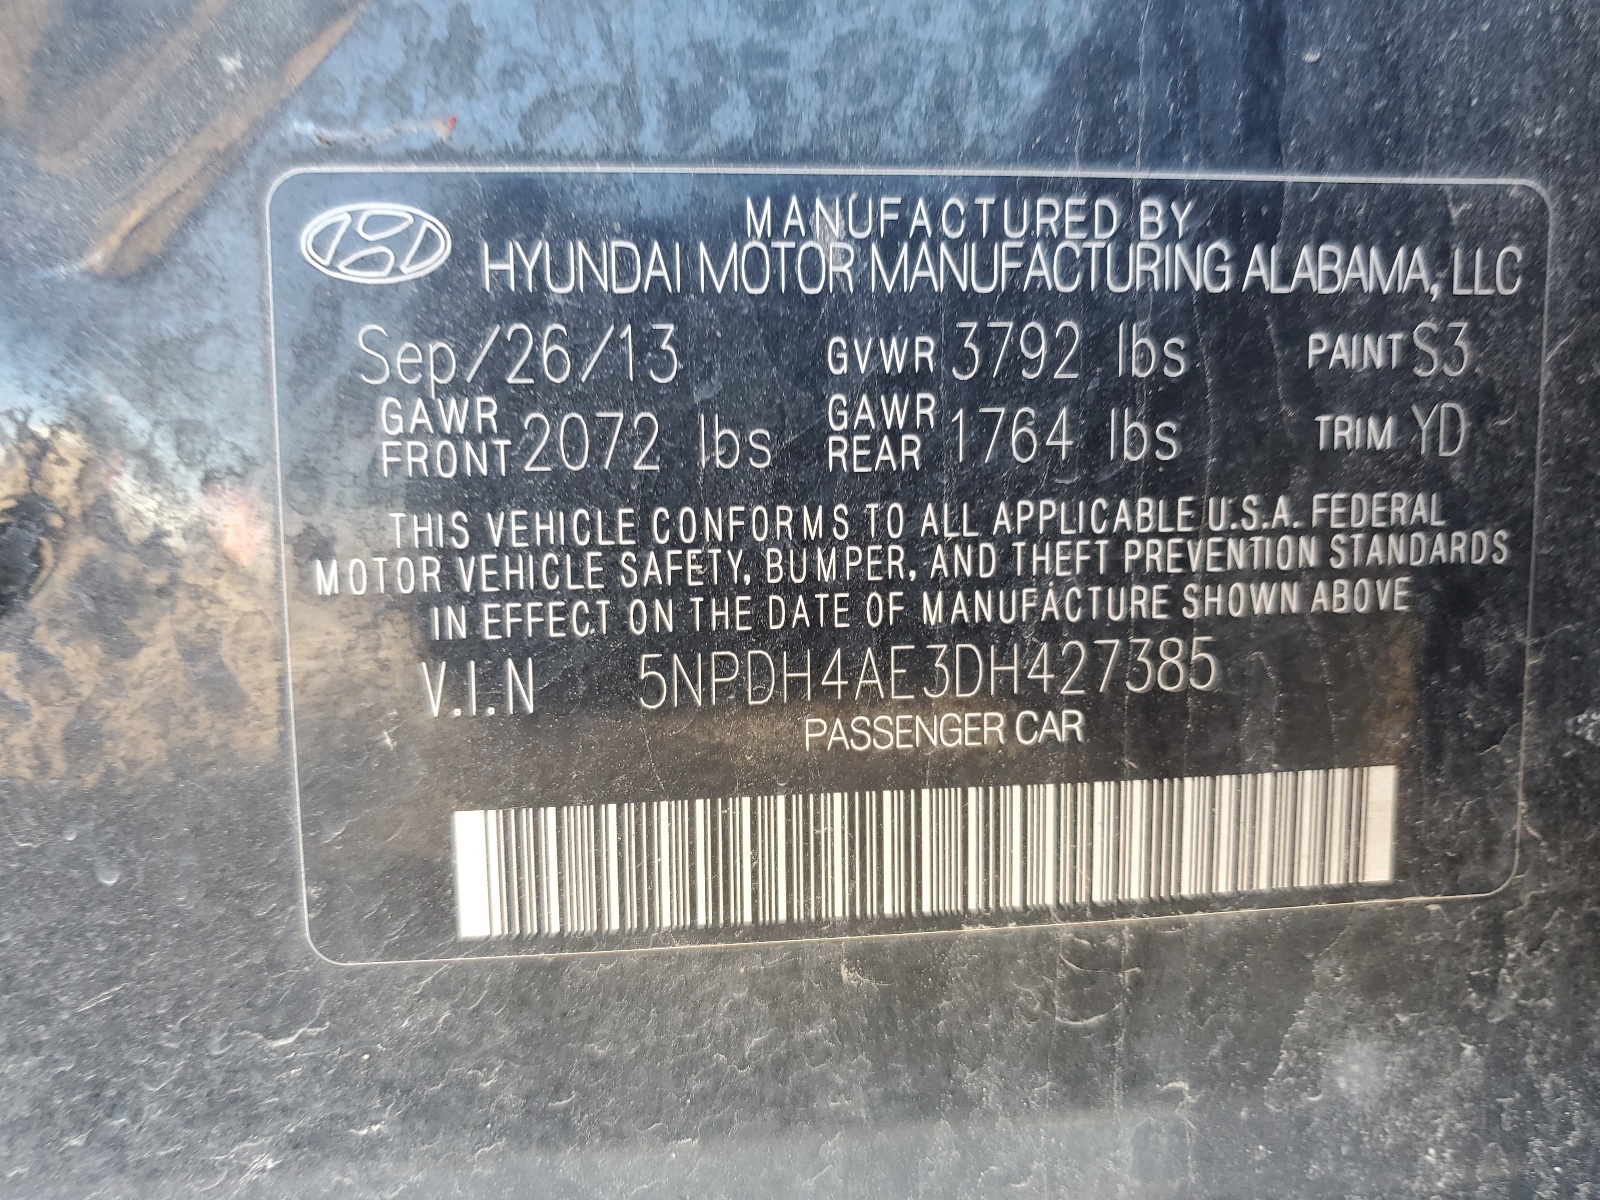 MANUFACTURED BY
HYUNDAI MOTOR MANUFACTURING ALABAMA, LLC
Sep/26/13 GVWR 3792 lbs PAINT S3
GAWR FRONT 2072 lbs GAWR REAR 1764 lbs TRIM YD
THIS VEHICLE CONFORMS TO ALL APPLICABLE U.S.A. FEDERAL
MOTOR VEHICLE SAFETY, BUMPER, AND THEFT PREVENTION STANDARDS
IN EFFECT ON THE DATE OF MANUFACTURE SHOWN ABOVE
V.I.N 5NPDH4AE3DH427385
PASSENGER CAR